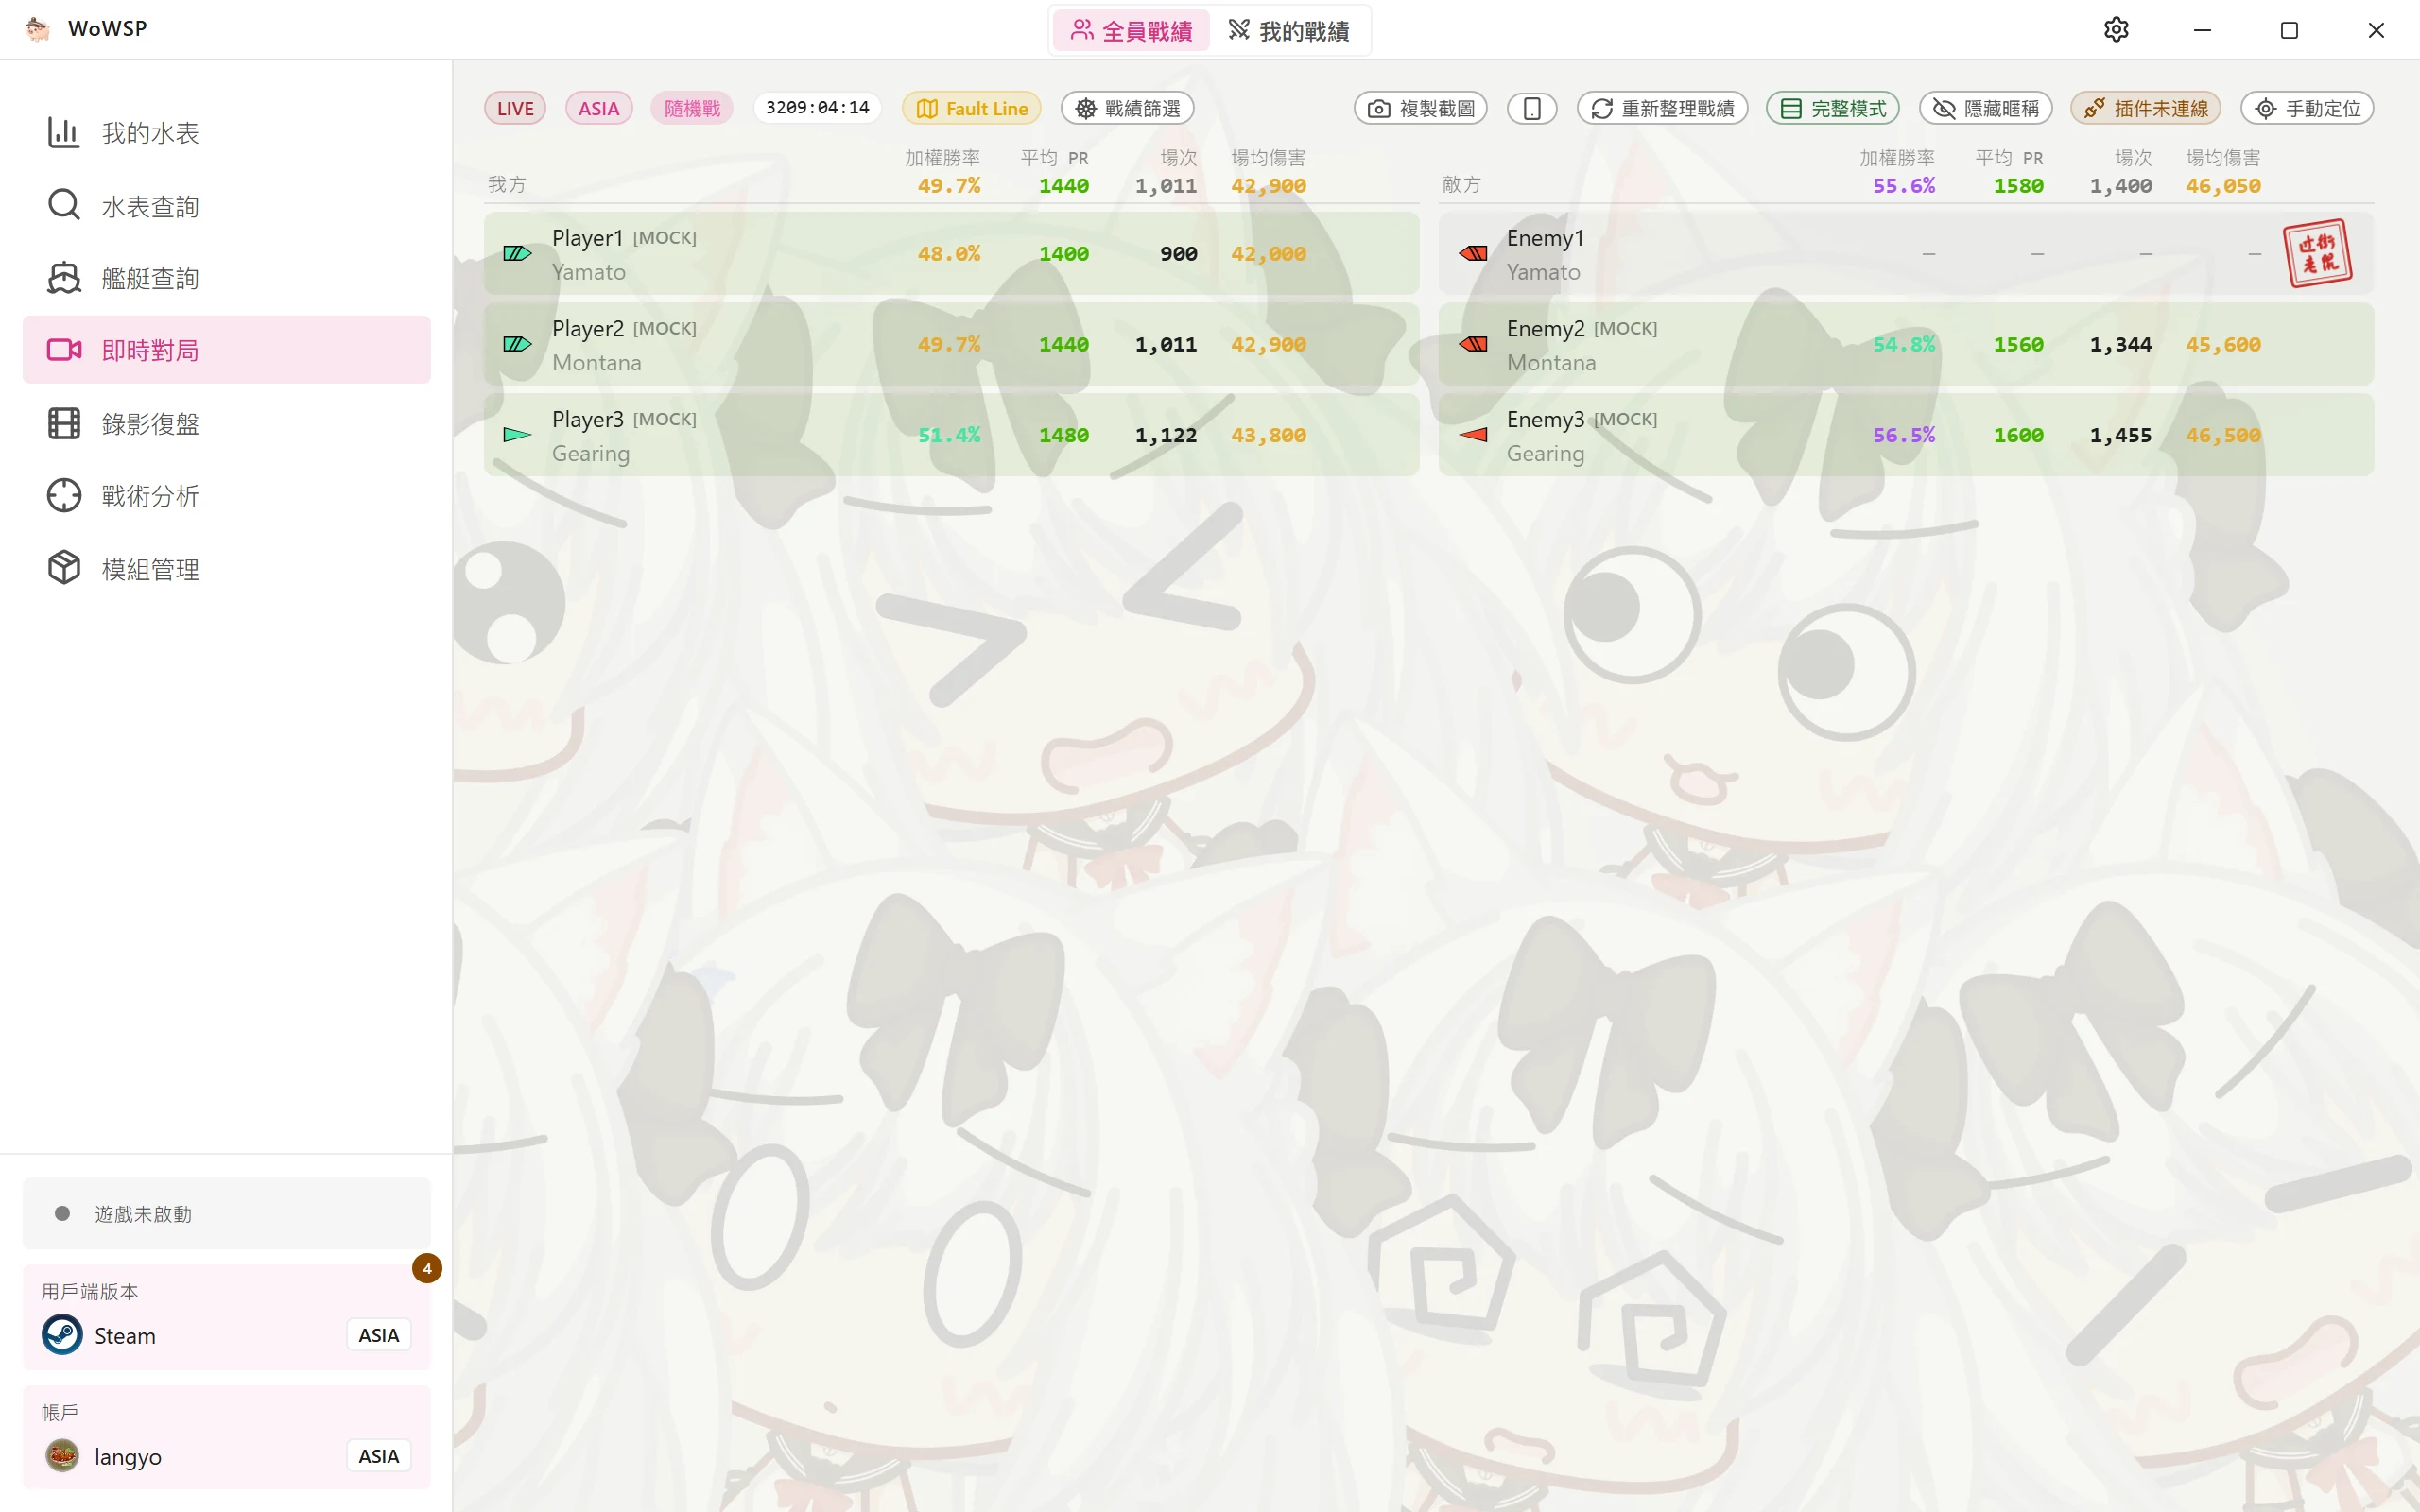 WoWSP
全員戰績 我的戰績
我的水表
水表查詢
艦艇查詢
即時對局
錄影復盤
戰術分析
模組管理
遊戲未啟動
4
用戶端版本
Steam ASIA
帳戶
langyo ASIA
LIVE ASIA 隨機戰 3209:04:14 Fault Line 戰績篩選 複製截圖 重新整理戰績 完整模式 隱藏暱稱 插件未連線 手動定位
加權勝率 平均 PR 場次 場均傷害
我方 49.7% 1440 1,011 42,900
Player1 [MOCK] 48.0% 1400 900 42,000
Yamato
Player2 [MOCK] 49.7% 1440 1,011 42,900
Montana
Player3 [MOCK] 51.4% 1480 1,122 43,800
Gearing
加權勝率 平均 PR 場次 場均傷害
敵方 55.6% 1580 1,400 46,050
Enemy1 — — — —
Yamato
过街
老鼠
Enemy2 [MOCK] 54.8% 1560 1,344 45,600
Montana
Enemy3 [MOCK] 56.5% 1600 1,455 46,500
Gearing